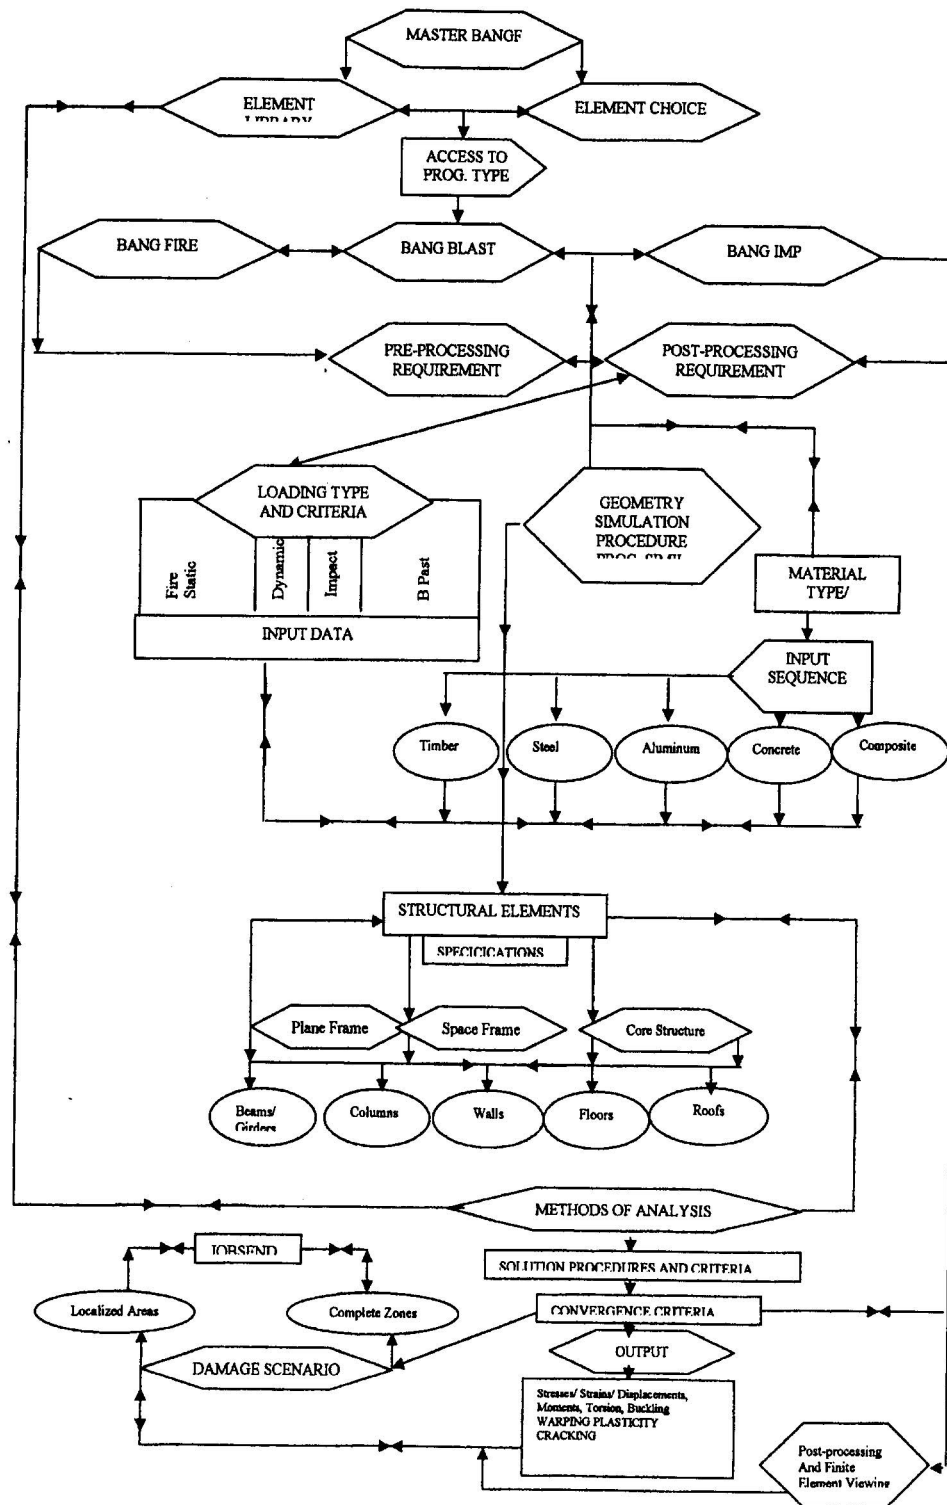 MASTER BANGF
ELEMENT
LIBRARY
ELEMENT CHOICE
ACCESS TO
PROG. TYPE
BANG FIRE
BANG BLAST
BANG IMP
PRE-PROCESSING
REQUIREMENT
POST-PROCESSING
REQUIREMENT
LOADING TYPE
AND CRITERIA
Fire
Static
Dynamic
Impact
B Past
INPUT DATA
GEOMETRY
SIMULATION
PROCEDURE
PROG. SIMIL
MATERIAL
TYPE/
INPUT
SEQUENCE
Timber
Steel
Aluminum
Concrete
Composite
STRUCTURAL ELEMENTS
SPECICICATIONS
Plane Frame
Space Frame
Core Structure
Beams/
Girders
Columns
Walls
Floors
Roofs
METHODS OF ANALYSIS
JOBSEND
SOLUTION PROCEDURES AND CRITERIA
Localized Areas
Complete Zones
CONVERGENCE CRITERIA
OUTPUT
DAMAGE SCENARIO
Stresses/ Strains/ Displacements,
Moments, Torsion, Buckling
WARPING PLASTICITY
CRACKING
Post-processing
And Finite
Element Viewing